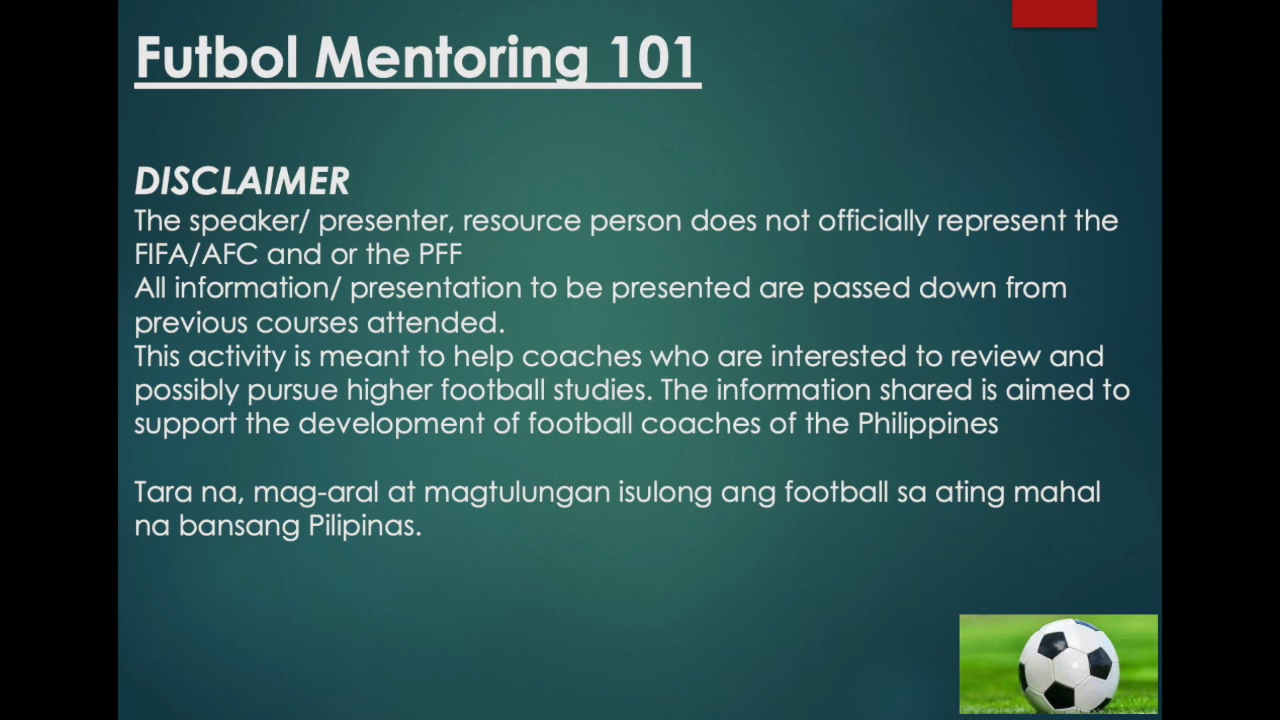 Futbol Mentoring 101
DISCLAIMER
The speaker/ presenter, resource person does not officially represent the
FIFA/AFC and or the PFF
All information/ presentation to be presented are passed down from
previous courses attended.
This activity is meant to help coaches who are interested to review and
possibly pursue higher football studies. The information shared is aimed to
support the development of football coaches of the Philippines
Tara na, mag-aral at magtulungan isulong ang football sa ating mahal
na bansang Pilipinas.